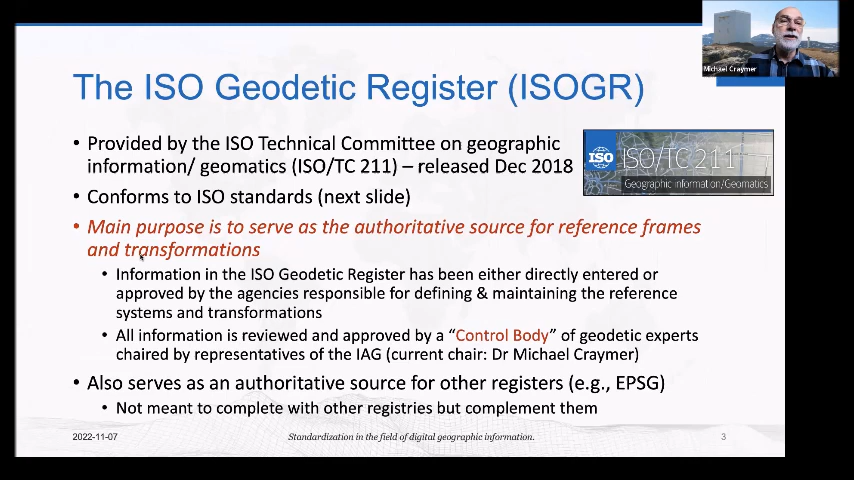 The ISO Geodetic Register (ISOGR)
Michael Craymer
• Provided by the ISO Technical Committee on geographic
information/ geomatics (ISO/TC 211) – released Dec 2018
ISO
ISO/TC 211
Geographic information/Geomatics
• Conforms to ISO standards (next slide)
• Main purpose is to serve as the authoritative source for reference frames
and transformations
• Information in the ISO Geodetic Register has been either directly entered or
approved by the agencies responsible for defining & maintaining the reference
systems and transformations
• All information is reviewed and approved by a “Control Body” of geodetic experts
chaired by representatives of the IAG (current chair: Dr Michael Craymer)
• Also serves as an authoritative source for other registers (e.g., EPSG)
• Not meant to complete with other registries but complement them
2022-11-07
Standardization in the field of digital geographic information.
3